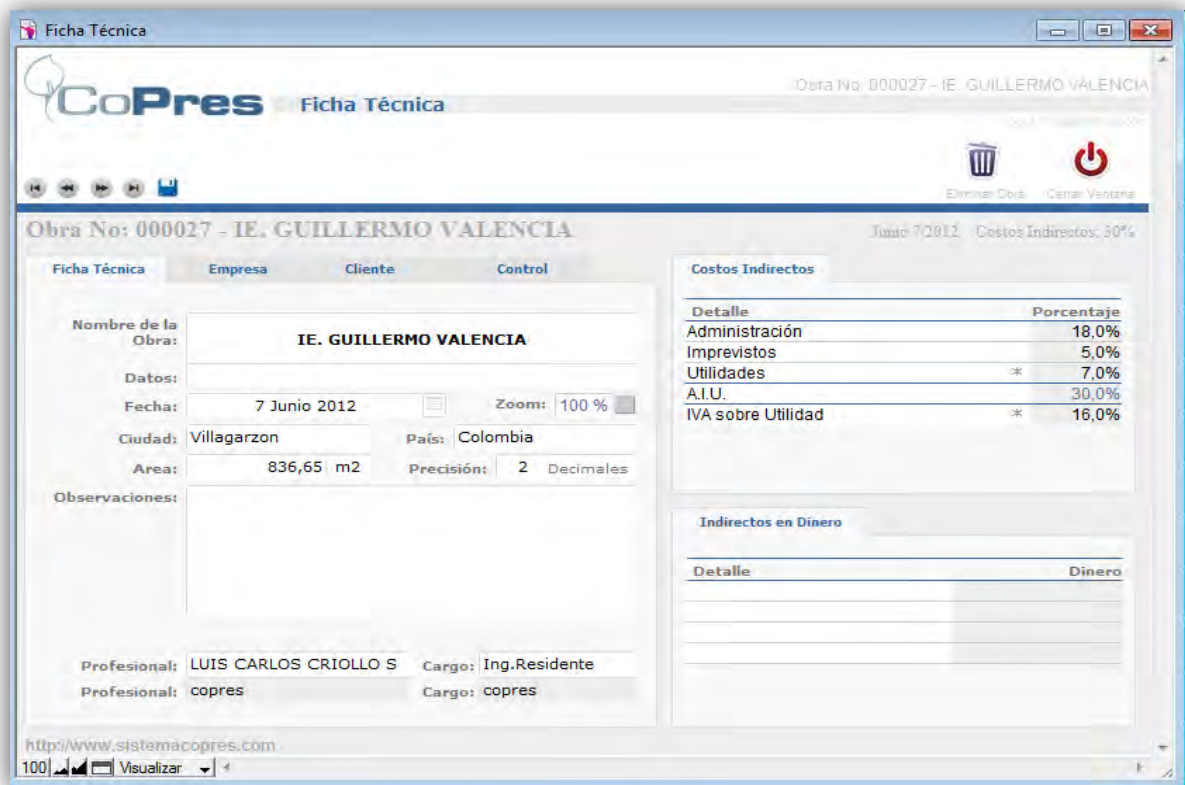 Ficha Técnica
CoPres Ficha Técnica
Obra No: 000027 - IE. GUILLERMO VALENCIA
Eliminar Obra Cerrar Ventana
Obra No: 000027 - IE. GUILLERMO VALENCIA
Junio 7/2012 Costos Indirectos: 30%
Ficha Técnica Empresa Cliente Control
Nombre de la Obra: IE. GUILLERMO VALENCIA
Datos:
Fecha: 7 Junio 2012 Zoom: 100 %
Ciudad: Villagarzon País: Colombia
Area: 836,65 m2 Precisión: 2 Decimales
Observaciones:
Profesional: LUIS CARLOS CRIOLLO S Cargo: Ing.Residente
Profesional: copres Cargo: copres
Costos Indirectos
Detalle Porcentaje
Administración 18,0%
Imprevistos 5,0%
Utilidades * 7,0%
A.I.U. 30,0%
IVA sobre Utilidad * 16,0%
Indirectos en Dinero
Detalle Dinero
http://www.sistemacopres.com
100 Visualizar